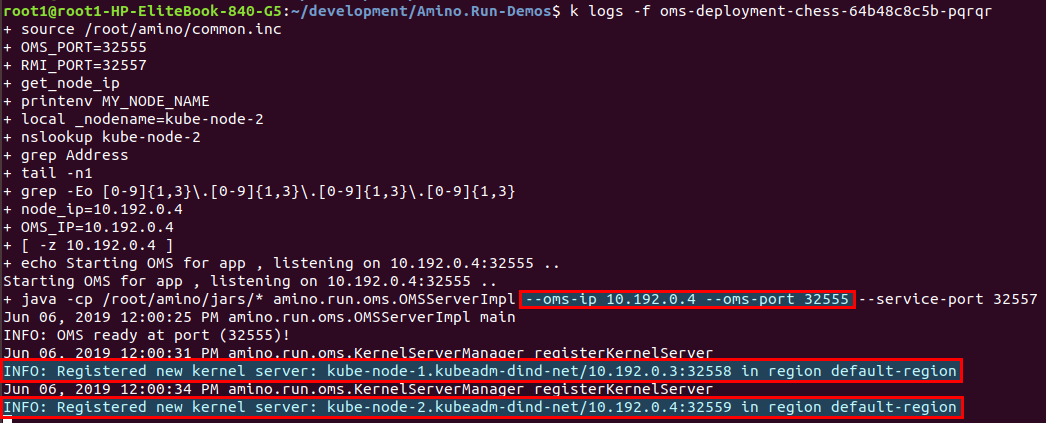 root1@root1-HP-EliteBook-840-G5:~/development/Amino.Run-Demos$ k logs -f oms-deployment-chess-64b48c8c5b-pqrqr
+ source /root/amino/common.inc
+ OMS_PORT=32555
+ RMI_PORT=32557
+ get_node_ip
+ printenv MY_NODE_NAME
+ local _nodename=kube-node-2
+ nslookup kube-node-2
+ grep Address
+ tail -n1
+ grep -Eo [0-9]{1,3}\.[0-9]{1,3}\.[0-9]{1,3}\.[0-9]{1,3}
+ node_ip=10.192.0.4
+ OMS_IP=10.192.0.4
+ [ -z 10.192.0.4 ]
+ echo Starting OMS for app , listening on 10.192.0.4:32555 ..
Starting OMS for app , listening on 10.192.0.4:32555 ..
+ java -cp /root/amino/jars/* amino.run.oms.OMSServerImpl --oms-ip 10.192.0.4 --oms-port 32555 --service-port 32557
Jun 06, 2019 12:00:25 PM amino.run.oms.OMSServerImpl main
INFO: OMS ready at port (32555)!
Jun 06, 2019 12:00:31 PM amino.run.oms.KernelServerManager registerKernelServer
INFO: Registered new kernel server: kube-node-1.kubeadm-dind-net/10.192.0.3:32558 in region default-region
Jun 06, 2019 12:00:34 PM amino.run.oms.KernelServerManager registerKernelServer
INFO: Registered new kernel server: kube-node-2.kubeadm-dind-net/10.192.0.4:32559 in region default-region